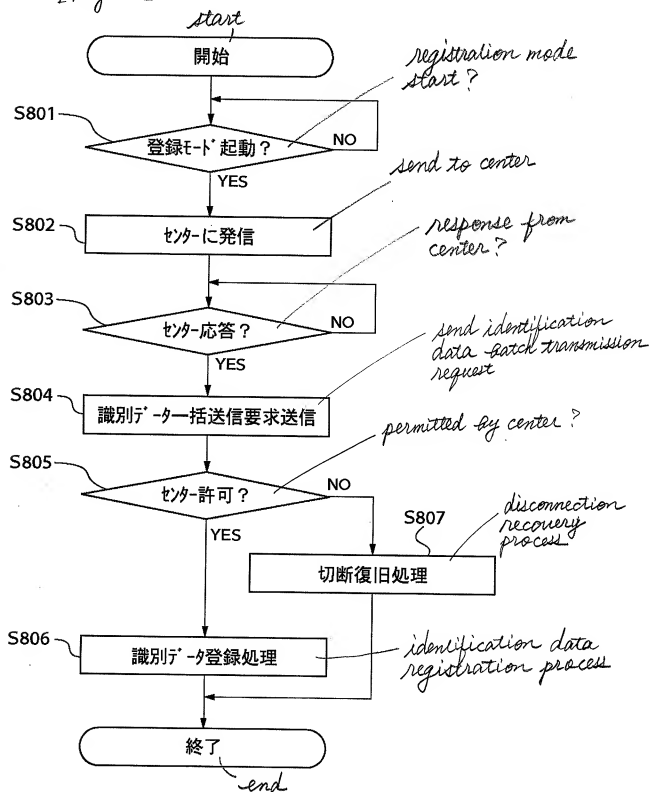 start
開始
registration mode
start?
S801
登録モード起動?
NO
YES
send to center
S802
センターに発信
response from
center?
S803
センター応答?
NO
YES
send identification
data batch transmission
request
S804
識別データ一括送信要求送信
permitted by center?
S805
センター許可?
NO
YES
S807
disconnection
recovery
process
切断復旧処理
S806
識別データ登録処理
identification data
registration process
終了
end